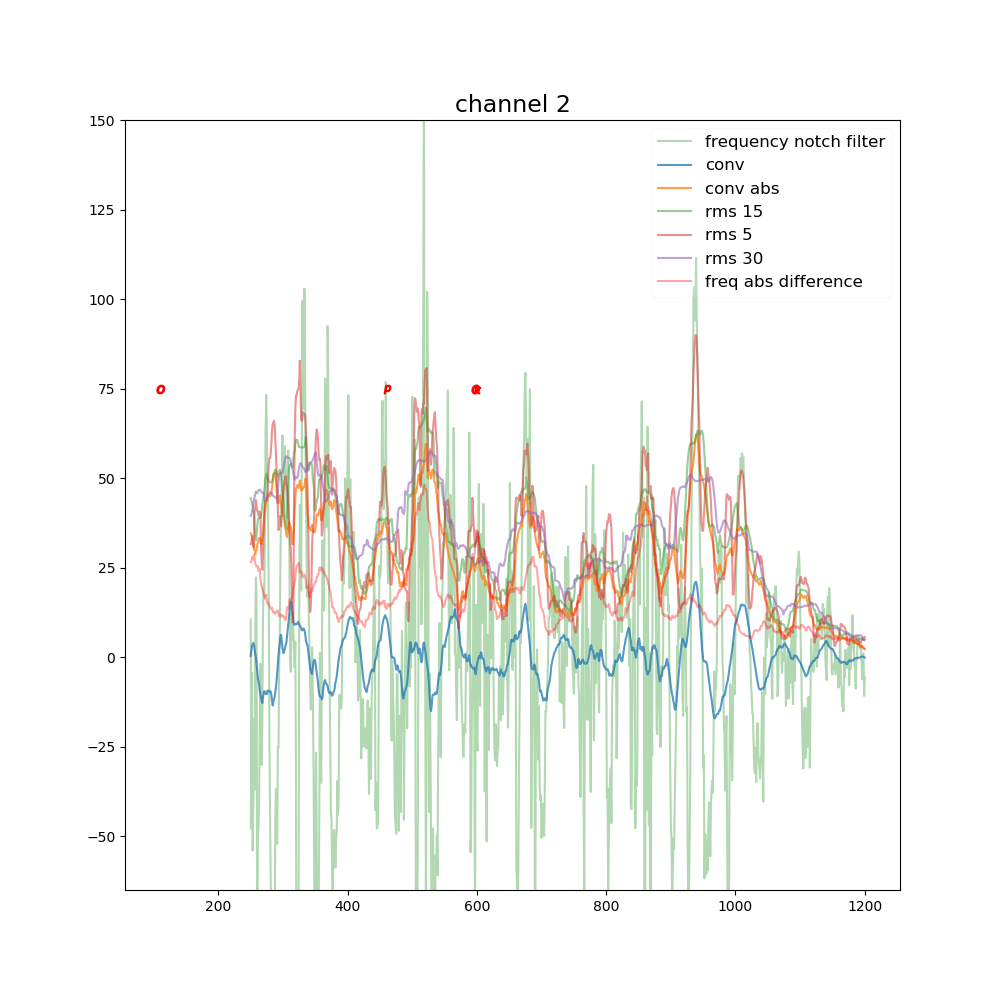 channel 2
150
125
100
75
50
25
0
−25
−50
200
400
600
800
1000
1200
frequency notch filter
conv
conv abs
rms 15
rms 5
rms 30
freq abs difference
o
p